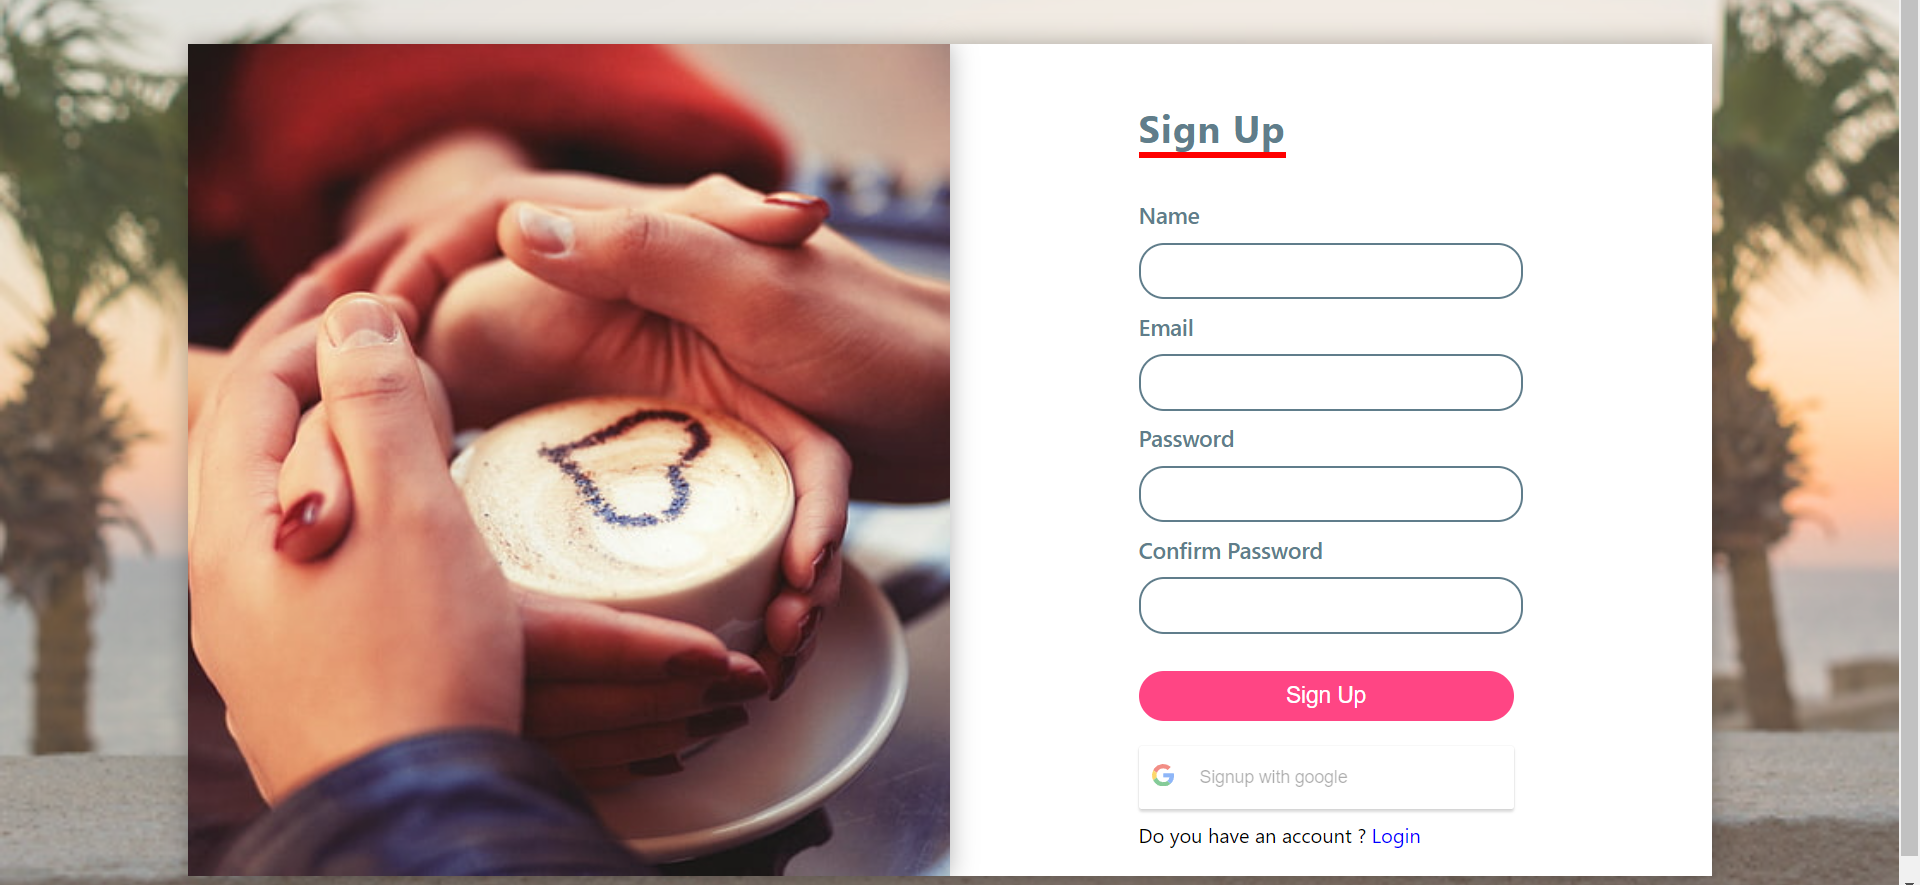 Sign Up
Name
Email
Password
Confirm Password
Sign Up
Signup with google
Do you have an account ? Login